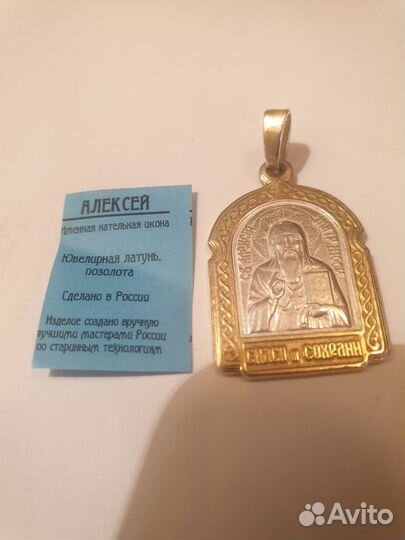 АЛЕКСЕЙ
Именная нательная икона
Ювелирная латунь,
позолота
Сделано в России
Изделие создано вручную
лучшими мастерами России
по старинным технологиям
СПАСИ И СОХРАНИ
Avito